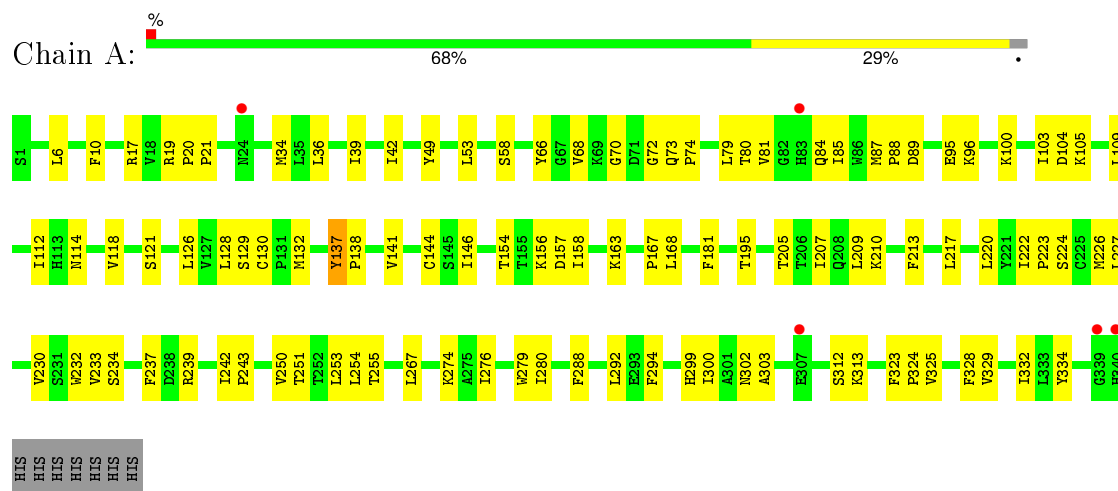 %
Chain A:
68% 29% •
S1 L6 F10 R17 V18 R19 P20 P21 N24 M34 L35 L36 I39 I42 Y49 L53 S58 Y66 G67 V68 K69 G70 D71 G72 Q73 P74 L79 T80 V81 G82 H83 Q84 I85 W86 M87 P88 D89 E95 K96 K100 I103 D104 K105 L109
I112 H113 N114 V118 S121 L126 V127 L128 S129 C130 P131 M132 Y137 P138 V141 C144 S145 I146 T154 T155 K156 D157 I158 K163 P167 L168 F181 T195 T205 T206 I207 Q208 L209 K210 F213 L217 L220 Y221 I222 P223 S224 C225 M226 L227
V230 S231 W232 V233 S234 F237 D238 R239 I242 P243 V250 T251 T252 L253 L254 T255 L267 K274 A275 I276 W279 I280 F288 L292 E293 F294 H299 I300 A301 N302 A303 E307 S312 K313 F323 P324 V325 F328 V329 I332 L333 Y334 G339 H340
HIS HIS HIS HIS HIS HIS HIS